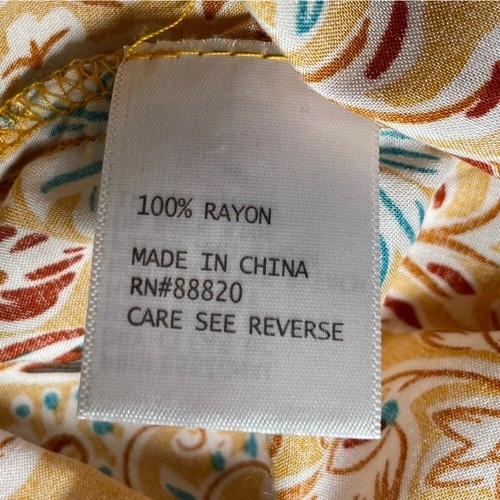 100% RAYON
MADE IN CHINA
RN#88820
CARE SEE REVERSE